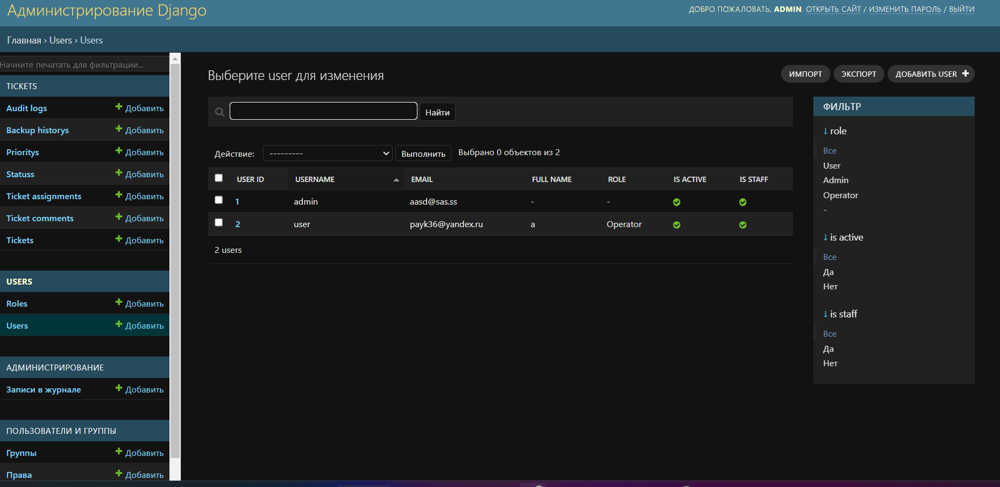 Администрирование Django
ДОБРО ПОЖАЛОВАТЬ, ADMIN. ОТКРЫТЬ САЙТ / ИЗМЕНИТЬ ПАРОЛЬ / ВЫЙТИ
Главная › Users › Users
Начните печатать для фильтрации...
TICKETS
Audit logs Добавить
Backup historys Добавить
Prioritys Добавить
Statuss Добавить
Ticket assignments Добавить
Ticket comments Добавить
Tickets Добавить
USERS
Roles Добавить
Users Добавить
АДМИНИСТРИРОВАНИЕ
Записи в журнале Добавить
ПОЛЬЗОВАТЕЛИ И ГРУППЫ
Группы Добавить
Права Добавить
Выберите user для изменения
ИМПОРТ ЭКСПОРТ ДОБАВИТЬ USER
Найти
Действие: --------- Выполнить Выбрано 0 объектов из 2
USER ID USERNAME EMAIL FULL NAME ROLE IS ACTIVE IS STAFF
1 admin aasd@sas.ss - -
2 user payk36@yandex.ru a Operator
2 users
ФИЛЬТР
↓ role
Все
User
Admin
Operator
-
↓ is active
Все
Да
Нет
↓ is staff
Все
Да
Нет